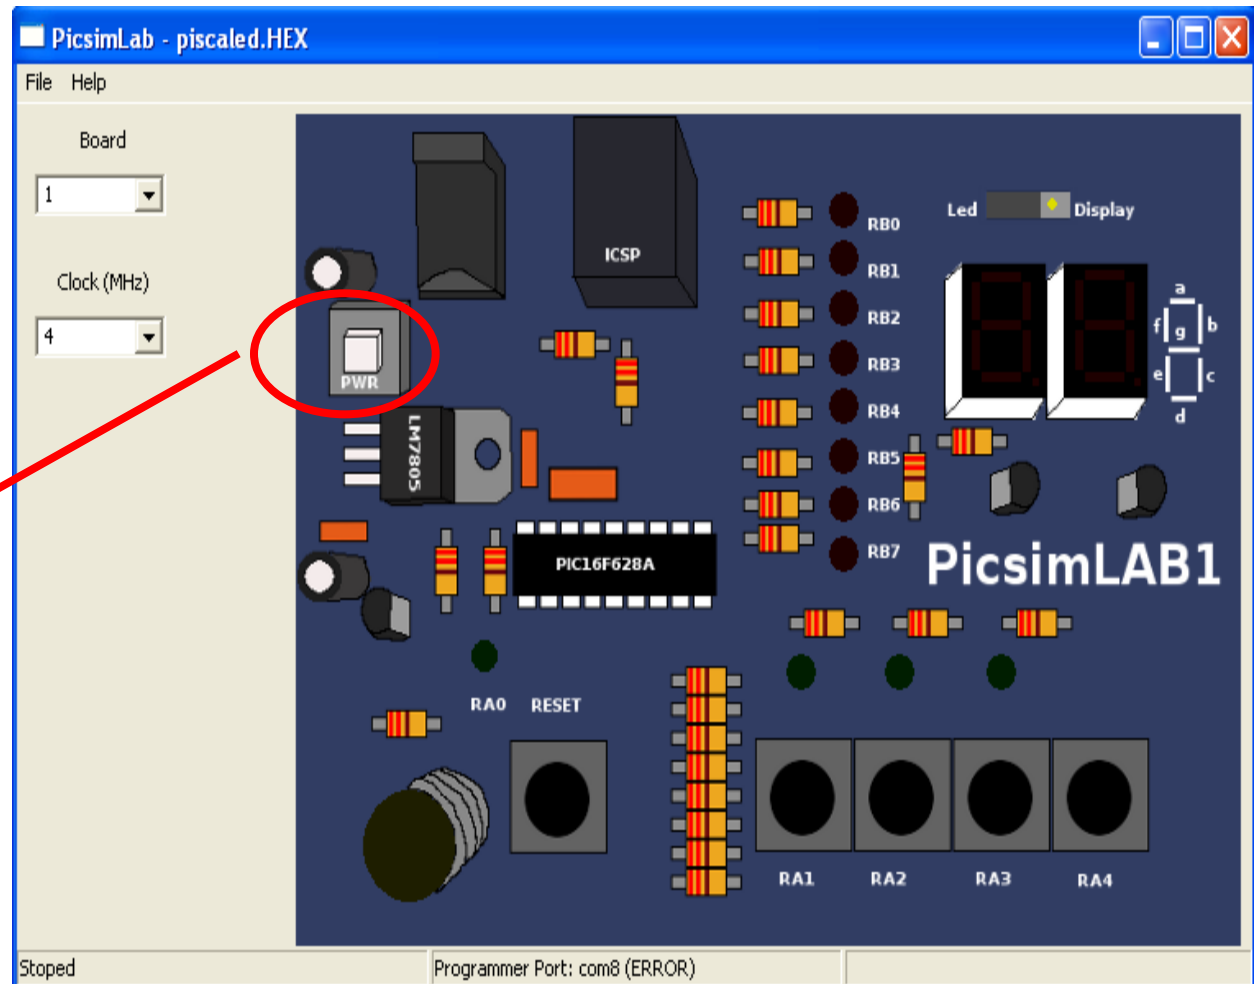 PicsimLab - piscaled.HEX
File Help
Board
1
Clock (MHz)
4
ICSP
PWR
LM7805
PIC16F628A
RA0 RESET
RB0
RB1
RB2
RB3
RB4
RB5
RB6
RB7
Led Display
a
f g b
e c
d
PicsimLAB1
RA1 RA2 RA3 RA4
Stoped
Programmer Port: com8 (ERROR)